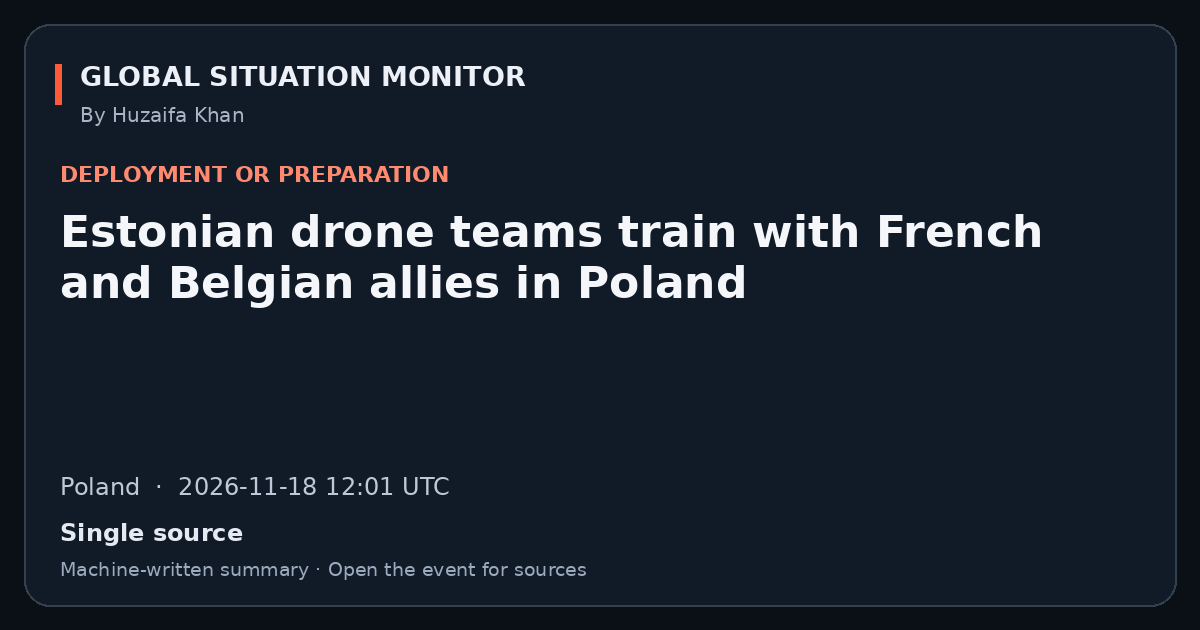 GLOBAL SITUATION MONITOR
By Huzaifa Khan
DEPLOYMENT OR PREPARATION
Estonian drone teams train with French
and Belgian allies in Poland
Poland · 2026-11-18 12:01 UTC
Single source
Machine-written summary · Open the event for sources